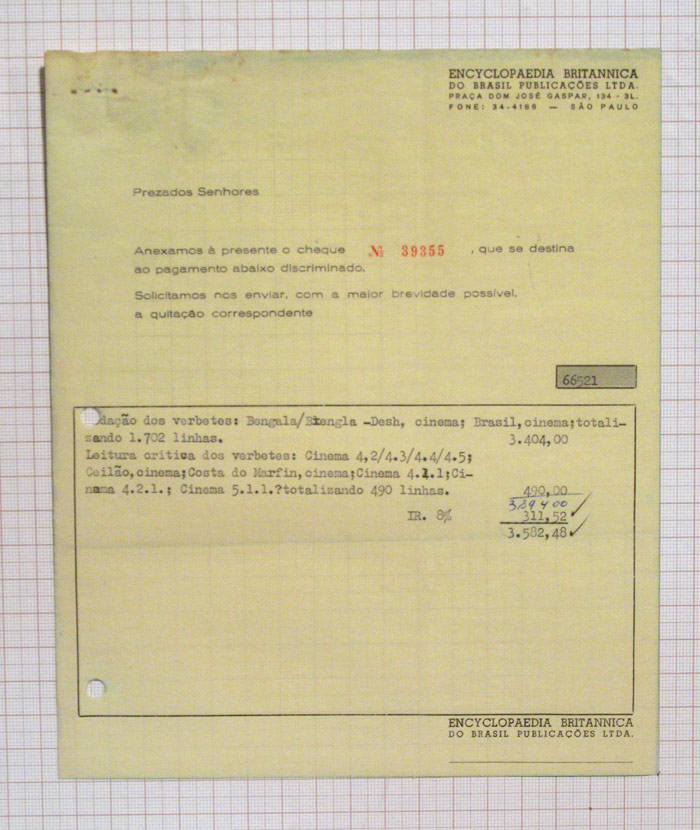 ENCYCLOPAEDIA BRITANNICA
DO BRASIL PUBLICAÇÕES LTDA.
PRAÇA DOM JOSÉ GASPAR, 134 - 3L.
FONE: 34-4186 — SÃO PAULO
Prezados Senhores
Anexamos à presente o cheque Nº 39355 , que se destina
ao pagamento abaixo discriminado.
Solicitamos nos enviar, com a maior brevidade possível,
a quitação correspondente
66521
dação dos verbetes: Bengala/ -Desh, cinema; Brasil,cinema;totali-
zando 1.702 linhas. 3.404,00
Leitura critica dos verbetes: Cinema 4,2/4.3/4.4/4.5;
Ceilão,cinema;Costa do Marfin,cinema;Cinema 4.1.1;Ci-
nema 4.2.1.; Cinema 5.1.1.?totalizando 490 linhas. 490,00
389400
IR. 8% 311,52
3.582,48
ENCYCLOPAEDIA BRITANNICA
DO BRASIL PUBLICAÇÕES LTDA.